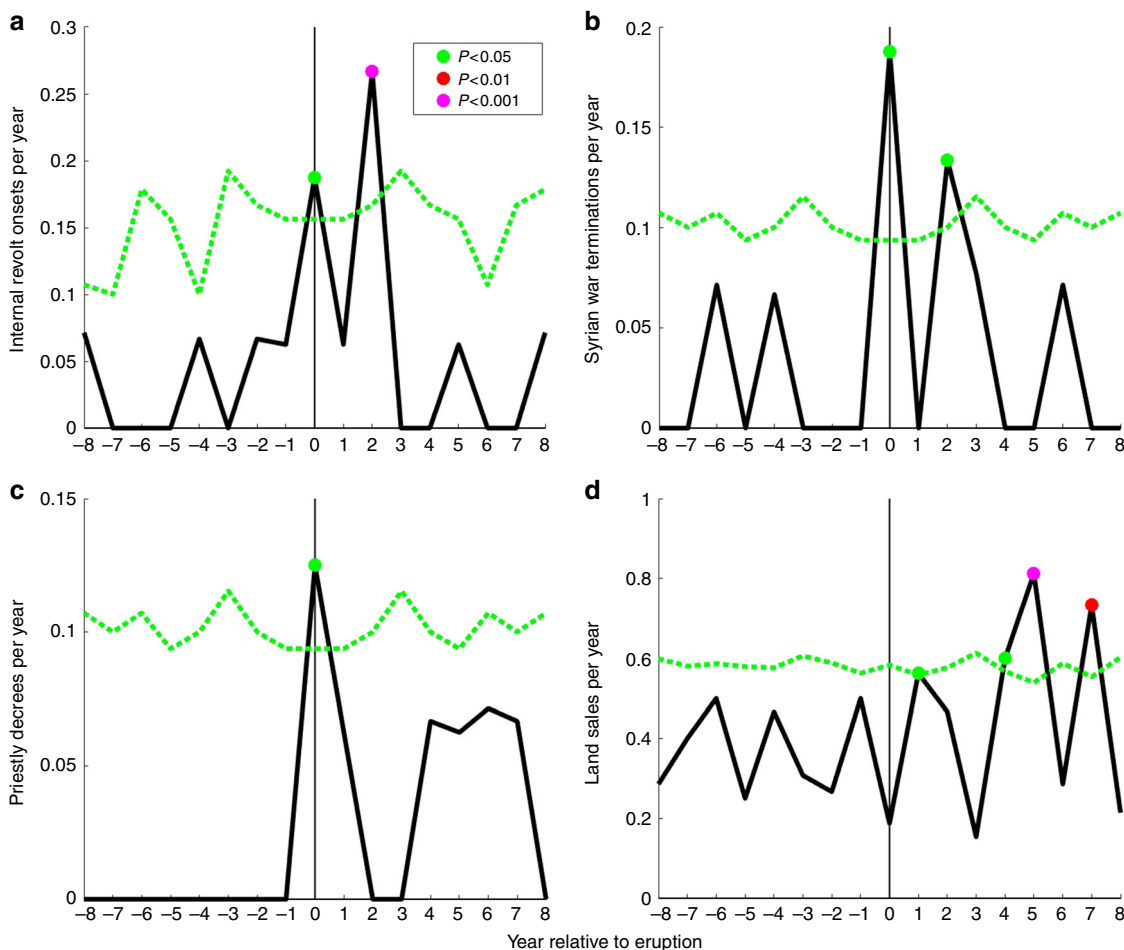 a
0.3
0.25
0.2
0.15
0.1
0.05
0
Internal revolt onsets per year
P<0.05
P<0.01
P<0.001
–8 –7 –6 –5 –4 –3 –2 –1 0 1 2 3 4 5 6 7 8
b
0.2
0.15
0.1
0.05
0
Syrian war terminations per year
–8 –7 –6 –5 –4 –3 –2 –1 0 1 2 3 4 5 6 7 8
c
0.15
0.1
0.05
0
Priestly decrees per year
–8 –7 –6 –5 –4 –3 –2 –1 0 1 2 3 4 5 6 7 8
d
1
0.8
0.6
0.4
0.2
0
Land sales per year
–8 –7 –6 –5 –4 –3 –2 –1 0 1 2 3 4 5 6 7 8
Year relative to eruption